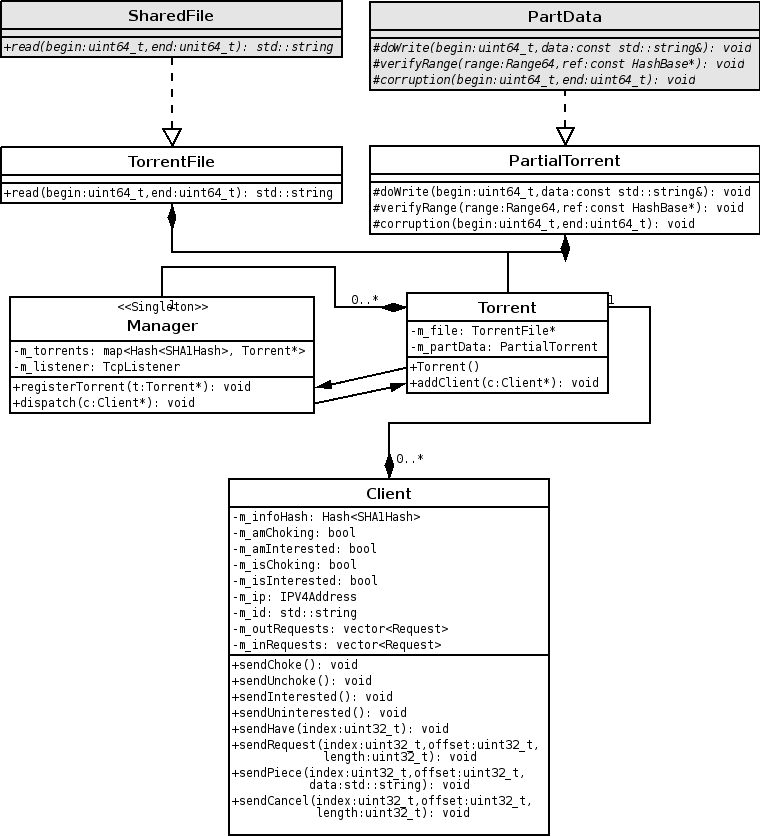 SharedFile
+read(begin:uint64_t,end:unit64_t): std::string
PartData
#doWrite(begin:uint64_t,data:const std::string&): void
#verifyRange(range:Range64,ref:const HashBase*): void
#corruption(begin:uint64_t,end:uint64_t): void
TorrentFile
+read(begin:uint64_t,end:uint64_t): std::string
PartialTorrent
#doWrite(begin:uint64_t,data:const std::string&): void
#verifyRange(range:Range64,ref:const HashBase*): void
#corruption(begin:uint64_t,end:uint64_t): void
1
<<Singleton>>
Manager
-m_torrents: map<Hash<SHA1Hash>, Torrent*>
-m_listener: TcpListener
+registerTorrent(t:Torrent*): void
+dispatch(c:Client*): void
0..*
Torrent
1
-m_file: TorrentFile*
-m_partData: PartialTorrent
+Torrent()
+addClient(c:Client*): void
0..*
Client
-m_infoHash: Hash<SHA1Hash>
-m_amChoking: bool
-m_amInterested: bool
-m_isChoking: bool
-m_isInterested: bool
-m_ip: IPV4Address
-m_id: std::string
-m_outRequests: vector<Request>
-m_inRequests: vector<Request>
+sendChoke(): void
+sendUnchoke(): void
+sendInterested(): void
+sendUninterested(): void
+sendHave(index:uint32_t): void
+sendRequest(index:uint32_t,offset:uint32_t,
length:uint32_t): void
+sendPiece(index:uint32_t,offset:uint32_t,
data:std::string): void
+sendCancel(index:uint32_t,offset:uint32_t,
length:uint32_t): void